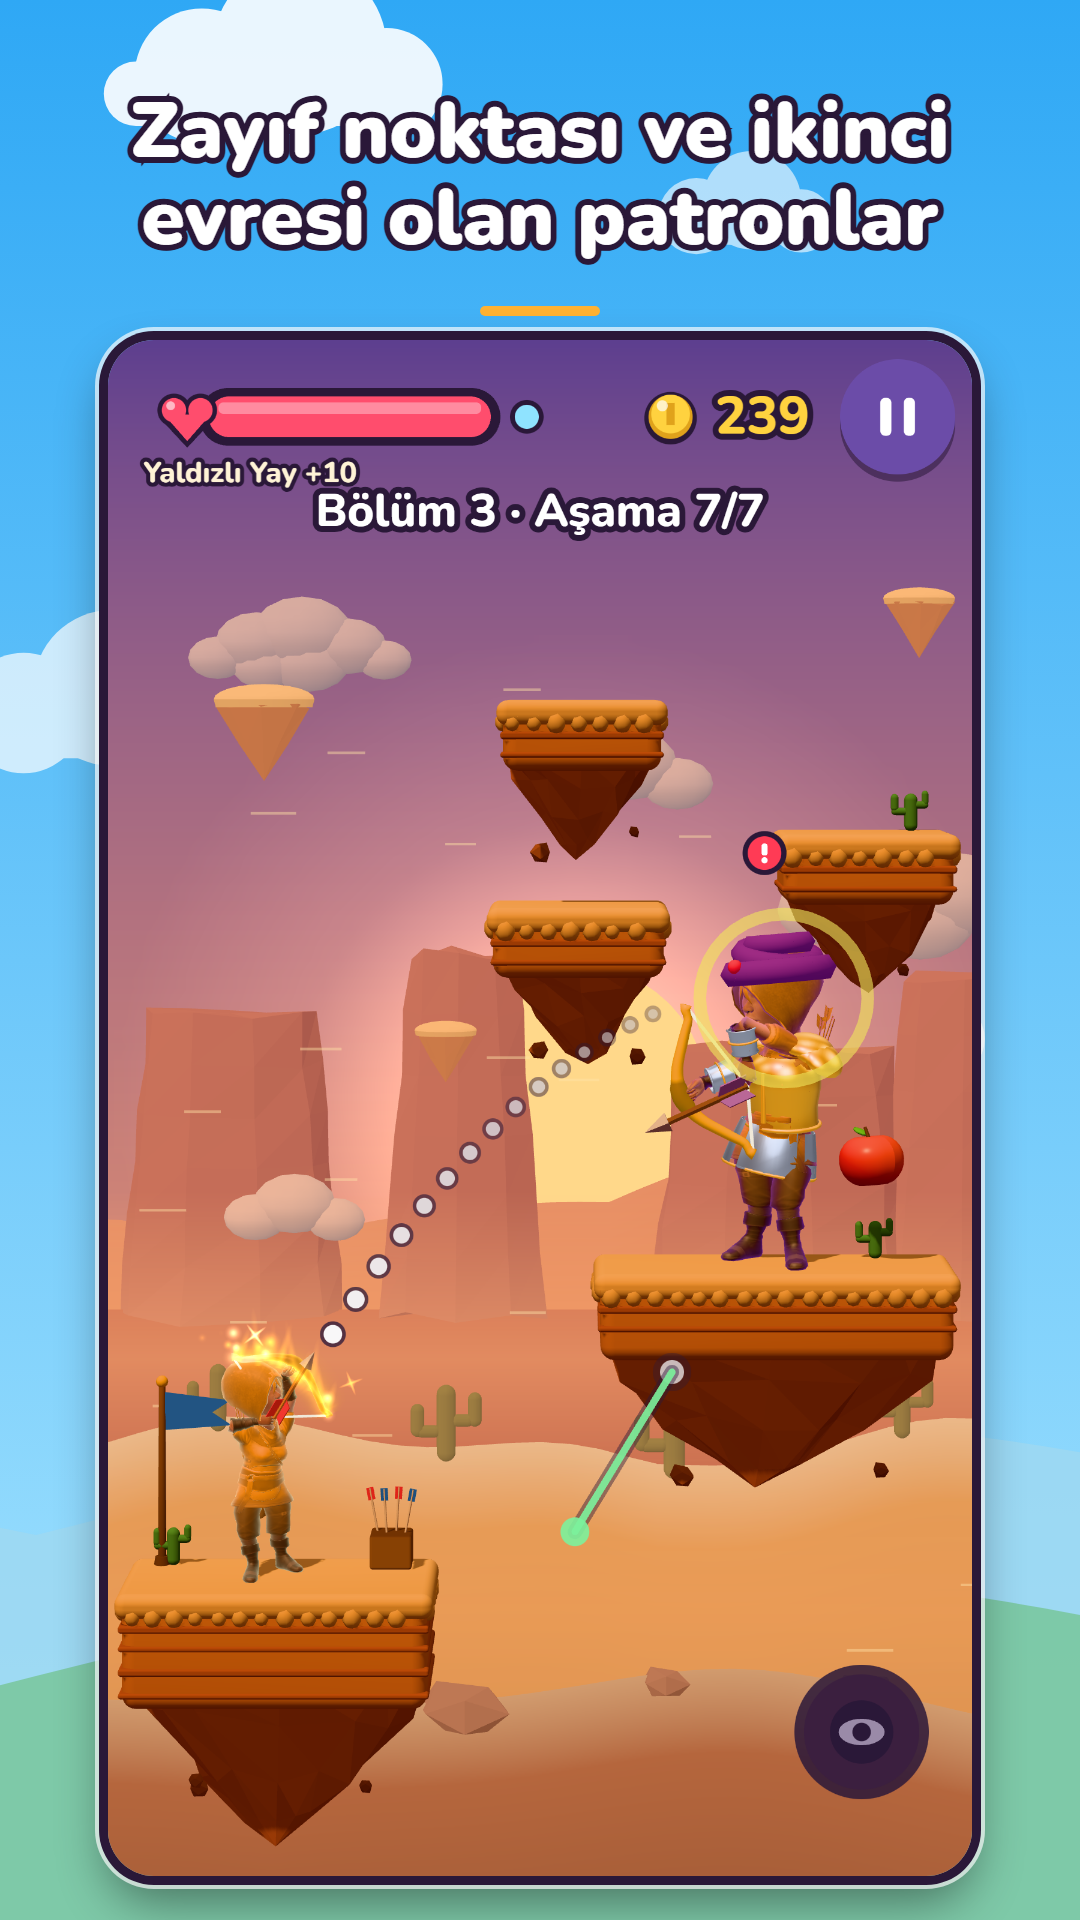 Zayıf noktası ve ikinci
evresi olan patronlar
239
Yaldızlı Yay +10
Bölüm 3 · Aşama 7/7
!